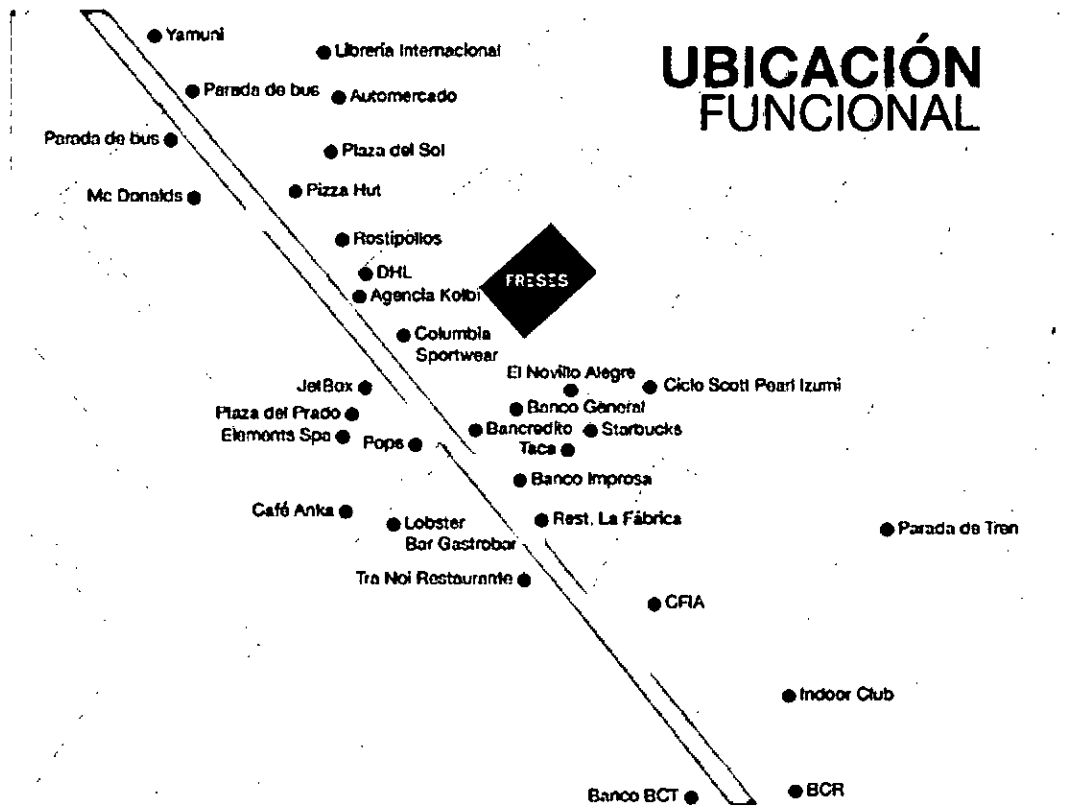 UBICACIÓN
FUNCIONAL
Yamuni
Librería Internacional
Parada de bus
Automercado
Parada de bus
Plaza del Sol
Mc Donalds
Pizza Hut
Rostipollos
DHL
FRESES
Agencia Kolbi
Columbia
Sportwear
El Novillo Alegre
JetBox
Ciclo Scott Pearl Izumi
Plaza del Prado
Banco General
Elements Spa
Pops
Bancredito
Starbucks
Taca
Banco Improsa
Café Anka
Lobster
Bar Gastrobar
Rest. La Fábrica
Parada de Tren
Tra Noi Restaurante
CFIA
Indoor Club
Banco BCT
BCR